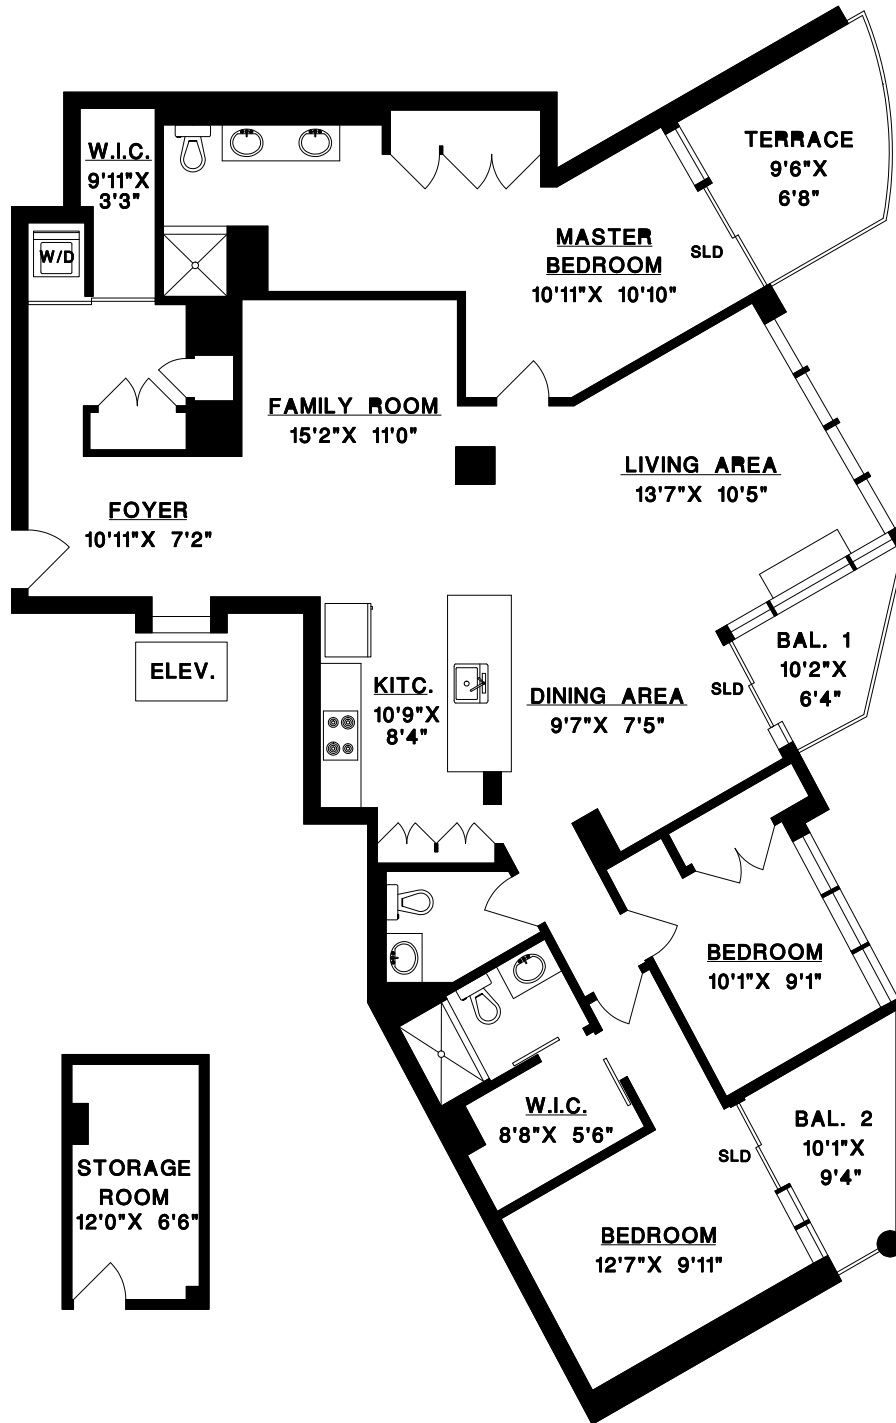 W.I.C.
9'11"X
3'3"
TERRACE
9'6"X
6'8"
W/D
MASTER
BEDROOM
10'11"X 10'10"
SLD
FAMILY ROOM
15'2"X 11'0"
LIVING AREA
13'7"X 10'5"
FOYER
10'11"X 7'2"
ELEV.
KITC.
10'9"X
8'4"
DINING AREA
9'7"X 7'5"
SLD
BAL. 1
10'2"X
6'4"
BEDROOM
10'1"X 9'1"
W.I.C.
8'8"X 5'6"
BAL. 2
10'1"X
9'4"
SLD
STORAGE
ROOM
12'0"X 6'6"
BEDROOM
12'7"X 9'11"